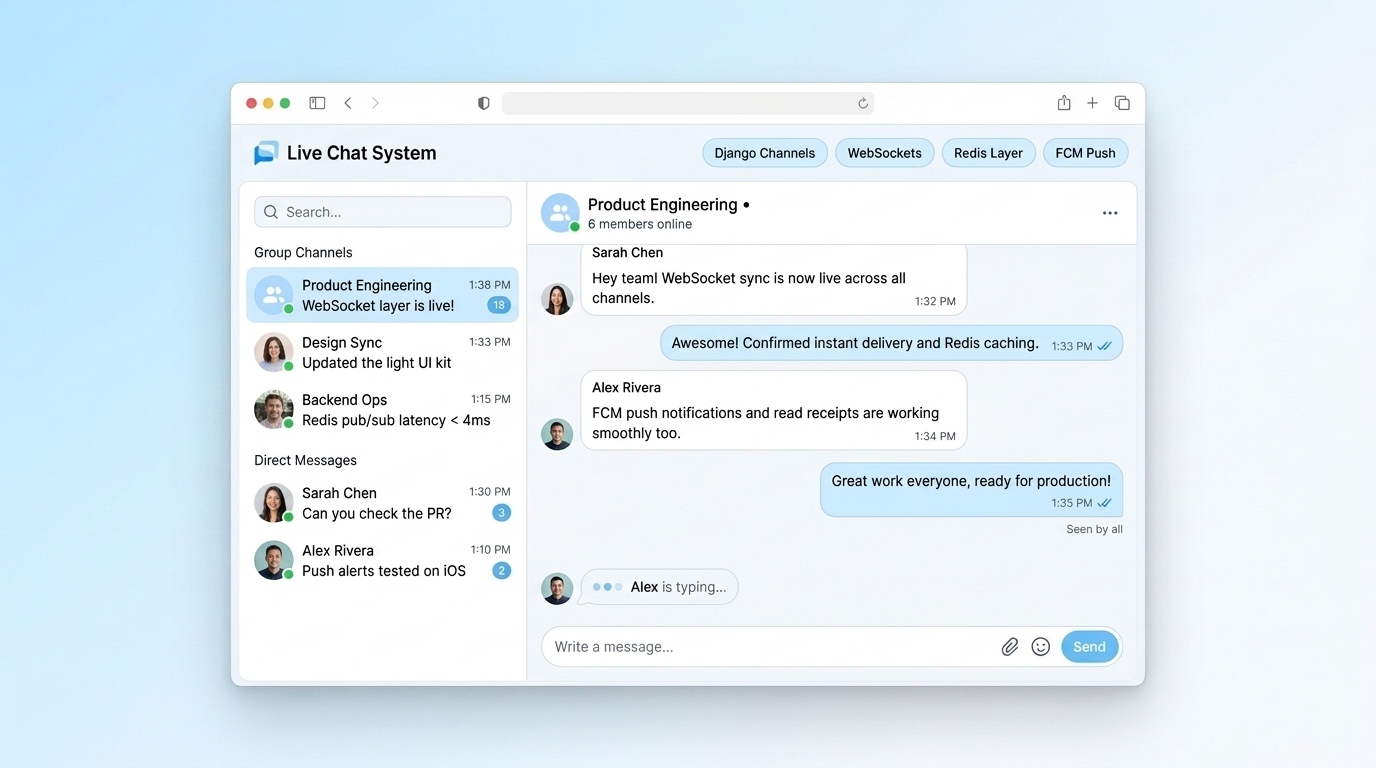 Live Chat System
Django Channels
WebSockets
Redis Layer
FCM Push
Search...
Group Channels
Product Engineering 1:38 PM
WebSocket layer is live! 18
Design Sync 1:33 PM
Updated the light UI kit
Backend Ops 1:15 PM
Redis pub/sub latency < 4ms
Direct Messages
Sarah Chen 1:30 PM
Can you check the PR? 3
Alex Rivera 1:10 PM
Push alerts tested on iOS 2
Product Engineering •
6 members online
Sarah Chen
Hey team! WebSocket sync is now live across all
channels. 1:32 PM
Awesome! Confirmed instant delivery and Redis caching. 1:33 PM
Alex Rivera
FCM push notifications and read receipts are working
smoothly too. 1:34 PM
Great work everyone, ready for production!
1:35 PM
Seen by all
Alex is typing...
Write a message...
Send